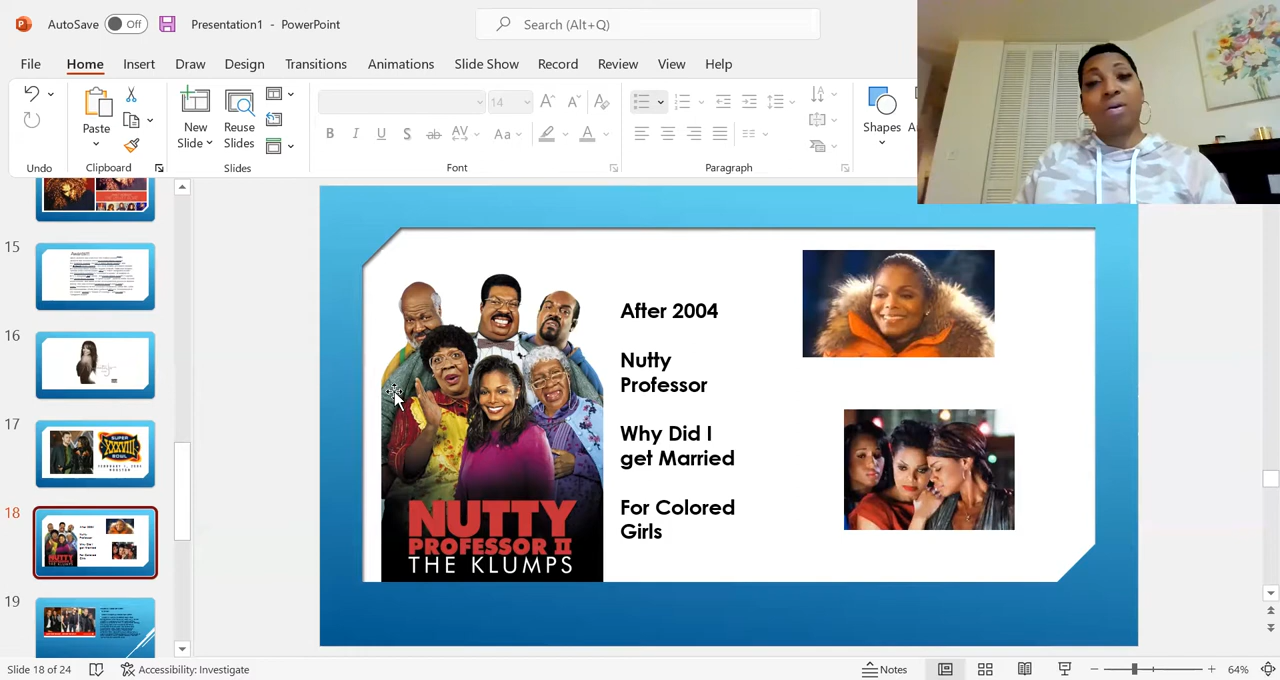 AutoSave Off Presentation1 - PowerPoint Search (Alt+Q)
File Home Insert Draw Design Transitions Animations Slide Show Record Review View Help
14
Paste New Slide Reuse Slides Shapes
Undo Clipboard Slides Font Paragraph
15
16
17
SUPER XXXVIII BOWL
18
19
After 2004
Nutty
Professor
Why Did I
get Married
For Colored
Girls
NUTTY
PROFESSOR II
THE KLUMPS
Slide 18 of 24 Accessibility: Investigate Notes 64%